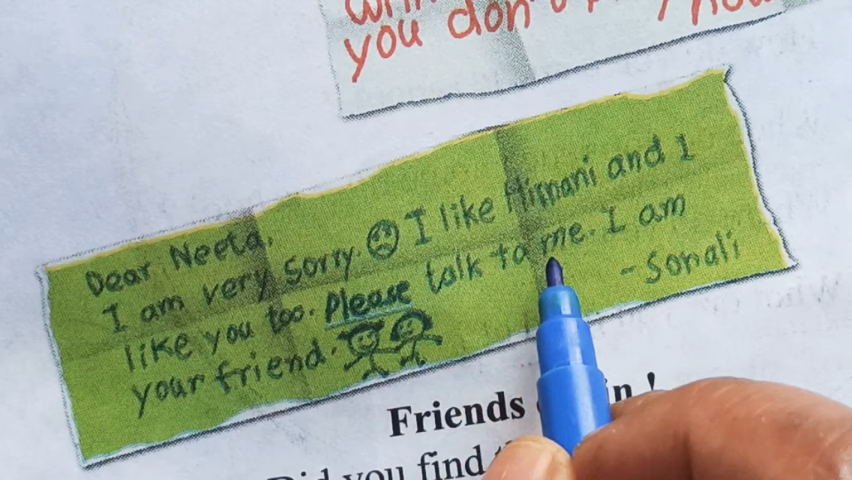 you don't
Dear Neeta,
I am very sorry. I like Himani and I
like you too. Please talk to me. I am
your friend. -Sonali
Friends !
Did you find